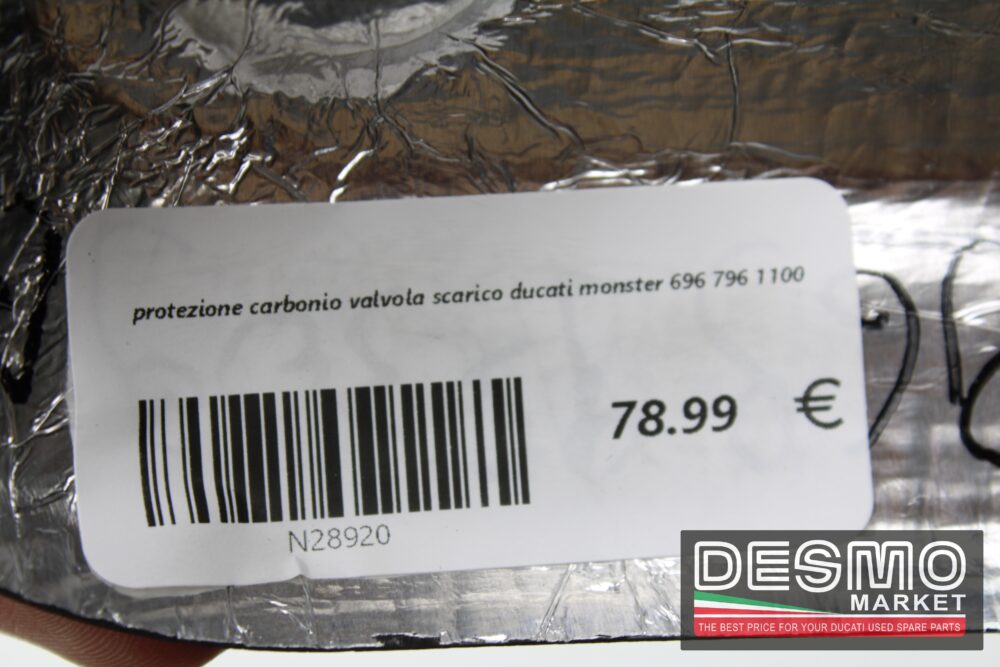 protezione carbonio valvola scarico ducati monster 696 796 1100
78.99 €
N28920
DESMO
MARKET
THE BEST PRICE FOR YOUR DUCATI USED SPARE PARTS